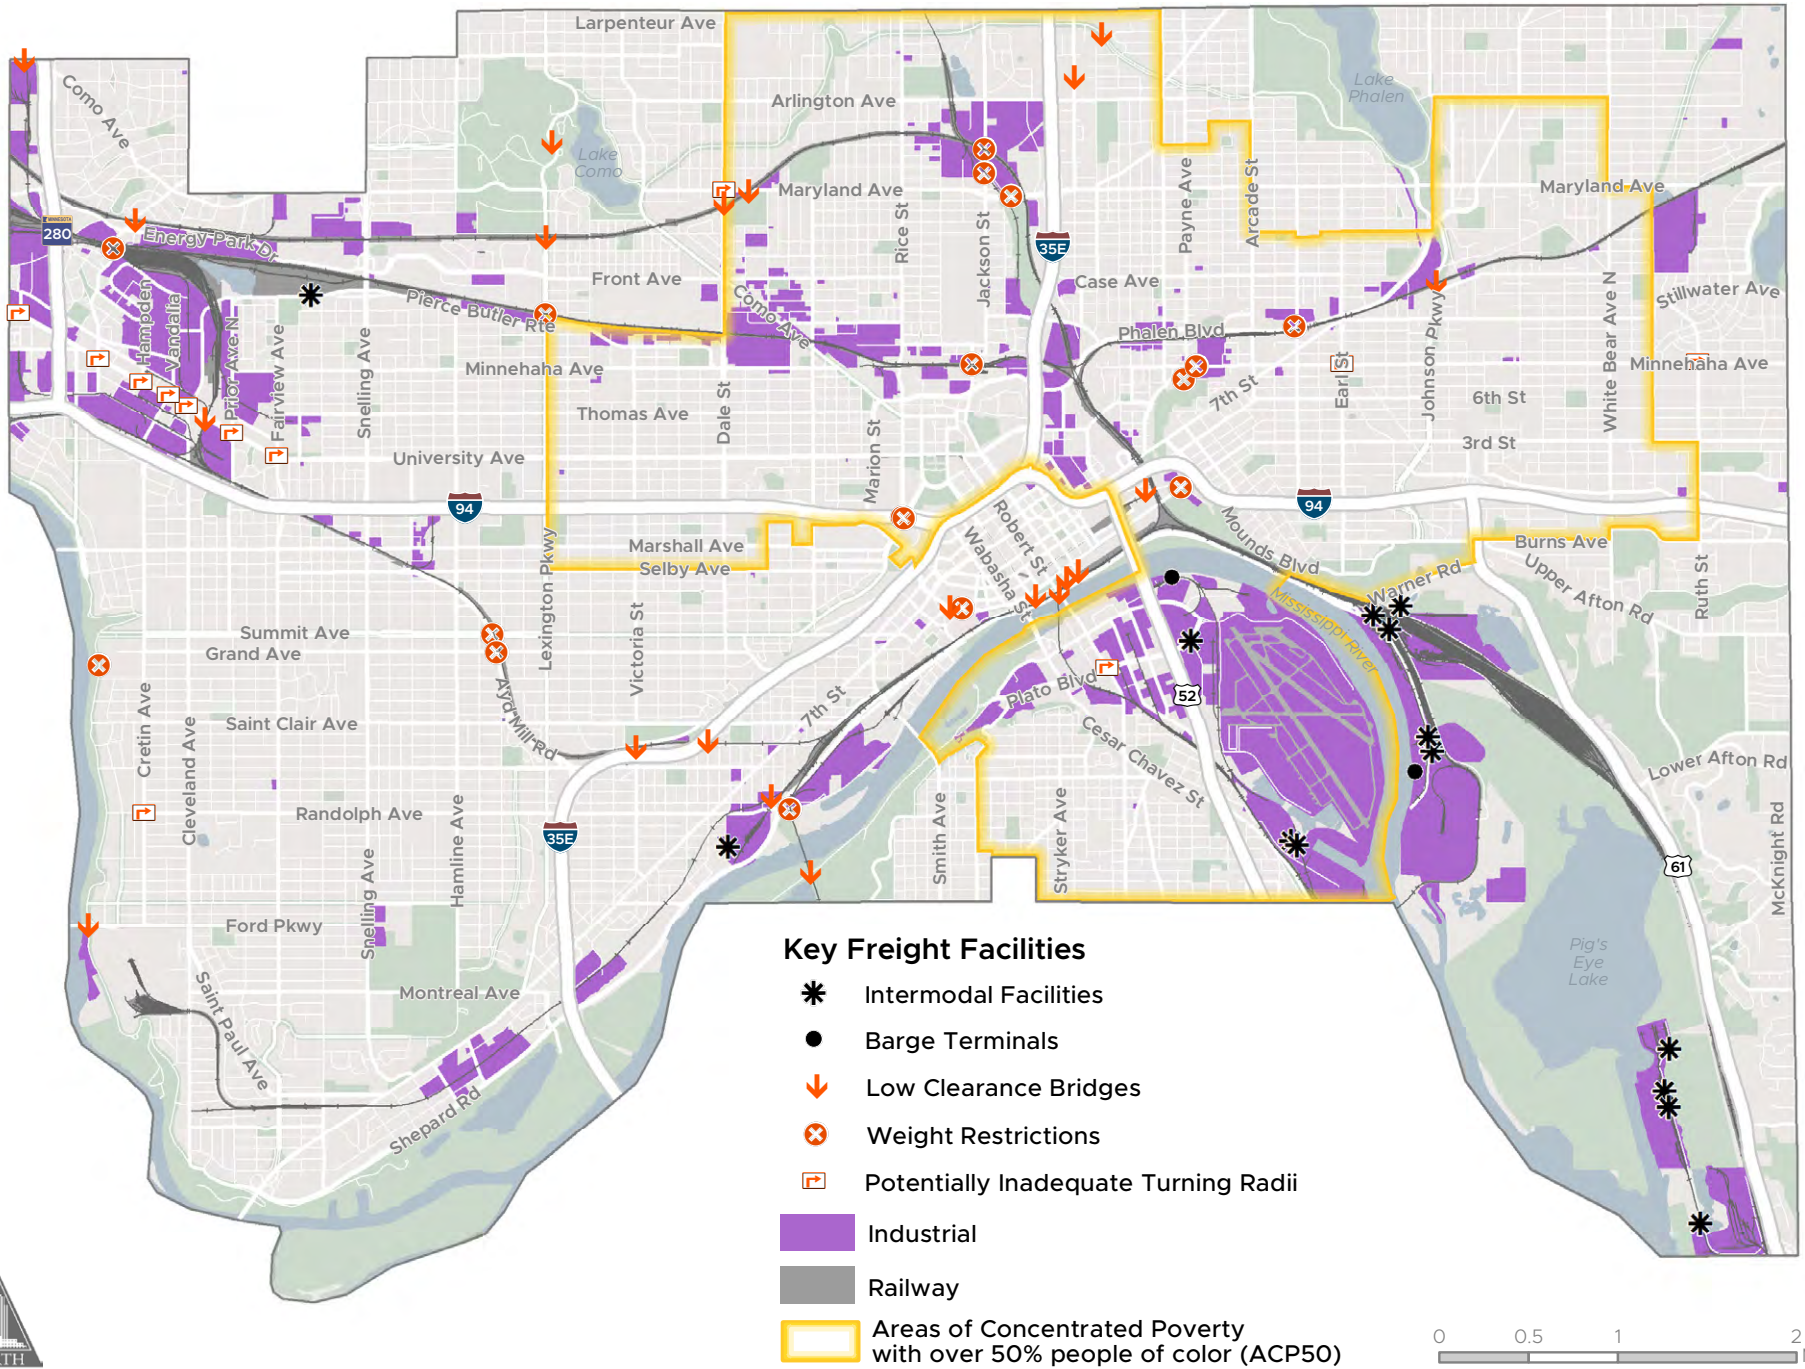 Larpenteur Ave
Como Ave
Arlington Ave
Lake
Phalen
Lake
Como
Maryland Ave
Maryland Ave
Payne Ave
Arcade St
Rice St
Jackson St
MINNESOTA
280
Energy Park Dr
35E
Front Ave
Case Ave
Stillwater Ave
Pierce Butler Rte
Como Ave
Hampden
Vandalia
Prior Ave N
Fairview Ave
Snelling Ave
Phalen Blvd
Johnson Pkwy
White Bear Ave N
Minnehaha Ave
Minnehaha Ave
Earl St
7th St
6th St
Thomas Ave
Dale St
Marion St
3rd St
University Ave
94
94
Robert St
Wabasha St
Mounds Blvd
Marshall Ave
Selby Ave
Lexington Pkwy
Burns Ave
Warner Rd
Upper Afton Rd
Ruth St
Mississippi River
Summit Ave
Grand Ave
Victoria St
Plato Blvd
52
Cretin Ave
Cleveland Ave
Saint Clair Ave
Ayd Mill Rd
7th St
Cesar Chavez St
Lower Afton Rd
Randolph Ave
Hamline Ave
35E
Smith Ave
Stryker Ave
McKnight Rd
61
Snelling Ave
Ford Pkwy
Pig's
Eye
Lake
Saint Paul Ave
Montreal Ave
Shepard Rd
Key Freight Facilities
Intermodal Facilities
Barge Terminals
Low Clearance Bridges
Weight Restrictions
Potentially Inadequate Turning Radii
Industrial
Railway
Areas of Concentrated Poverty
with over 50% people of color (ACP50)
0 0.5 1 2